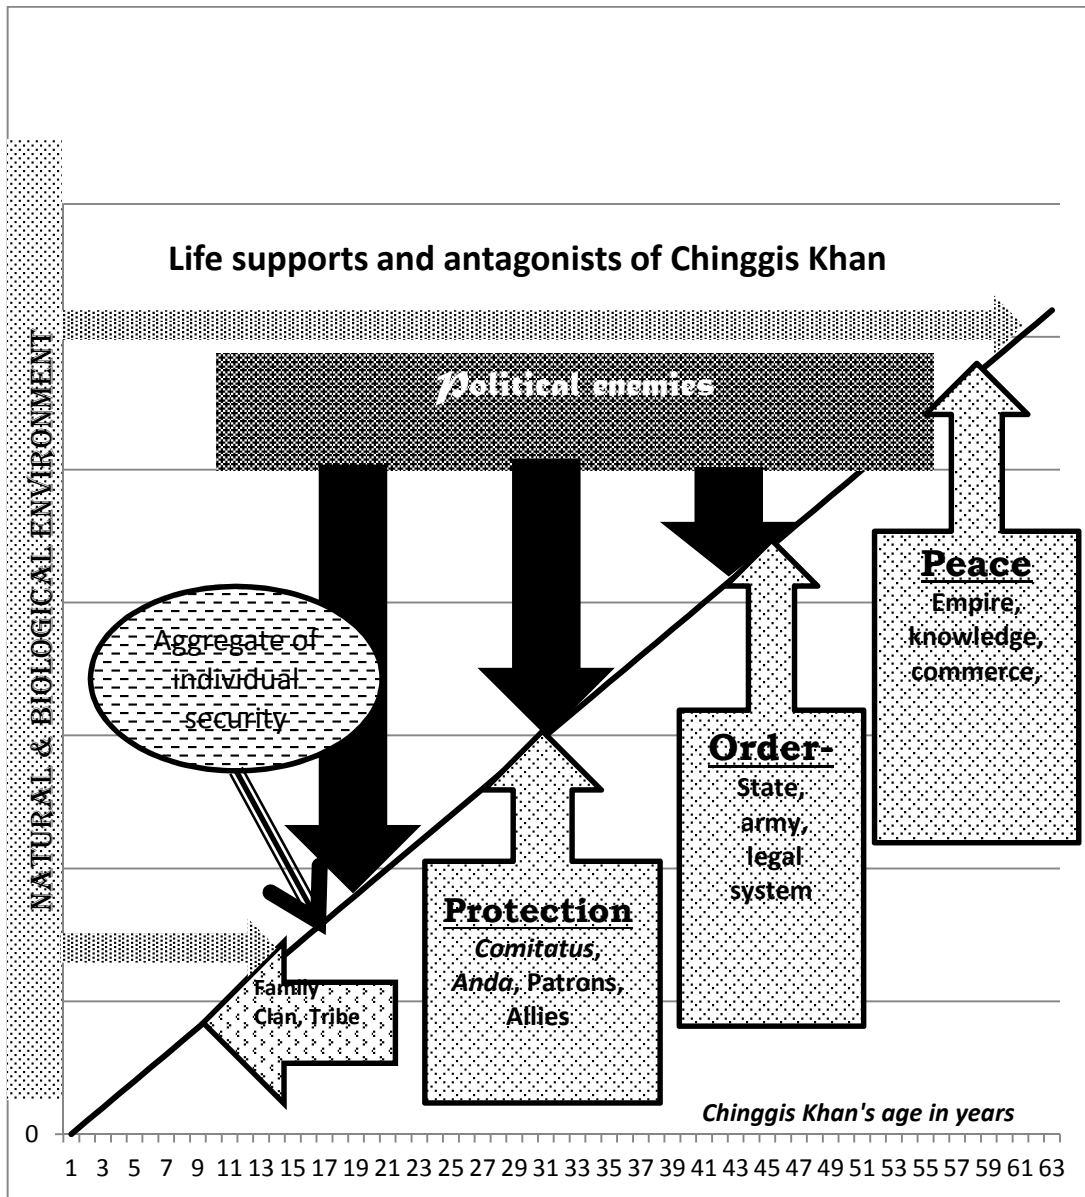 Life supports and antagonists of Chinggis Khan
NATURAL & BIOLOGICAL ENVIRONMENT
Political enemies
Aggregate of
individual
security
Peace
Empire,
knowledge,
commerce,
Order-
State,
army,
legal
system
Protection
Comitatus,
Anda, Patrons,
Allies
Family
Clan, Tribe
Chinggis Khan's age in years
0
1 3 5 7 9 11 13 15 17 19 21 23 25 27 29 31 33 35 37 39 41 43 45 47 49 51 53 55 57 59 61 63